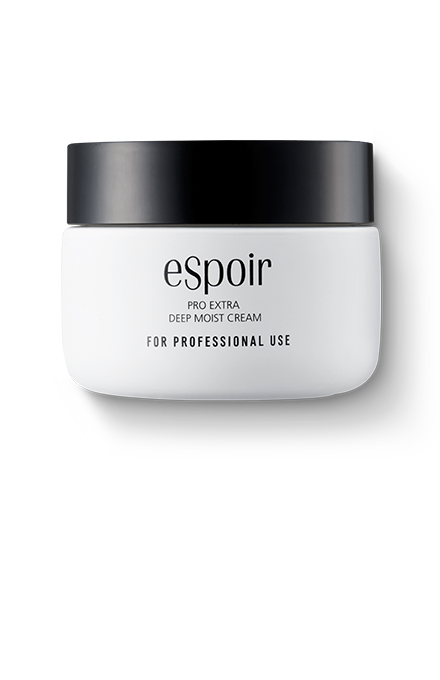 eSpoir
PRO EXTRA
DEEP MOIST CREAM
FOR PROFESSIONAL USE